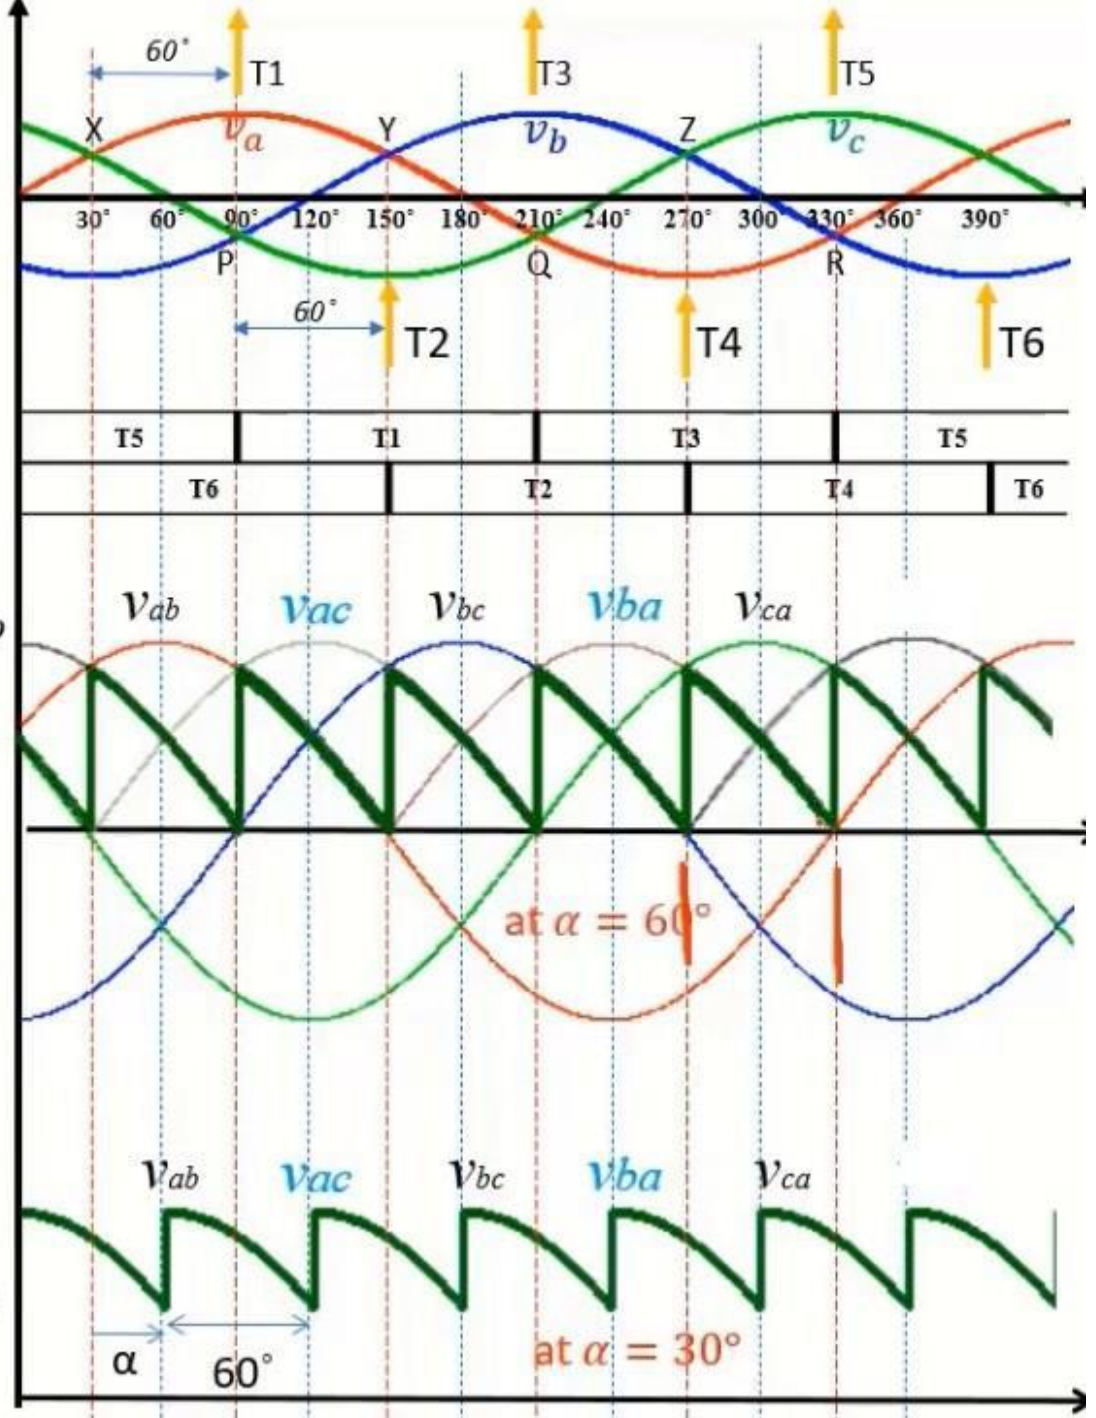 60°
T1 T3 T5
X Y Z
va vb vc
30° 60° 90° 120° 150° 180° 210° 240° 270° 300° 330° 360° 390°
P Q R
60°
T2 T4 T6
T5 T1 T3 T5
T6 T2 T4 T6
vab vac vbc vba vca
at α = 60°
vab vac vbc vba vca
at α = 30°
α 60°